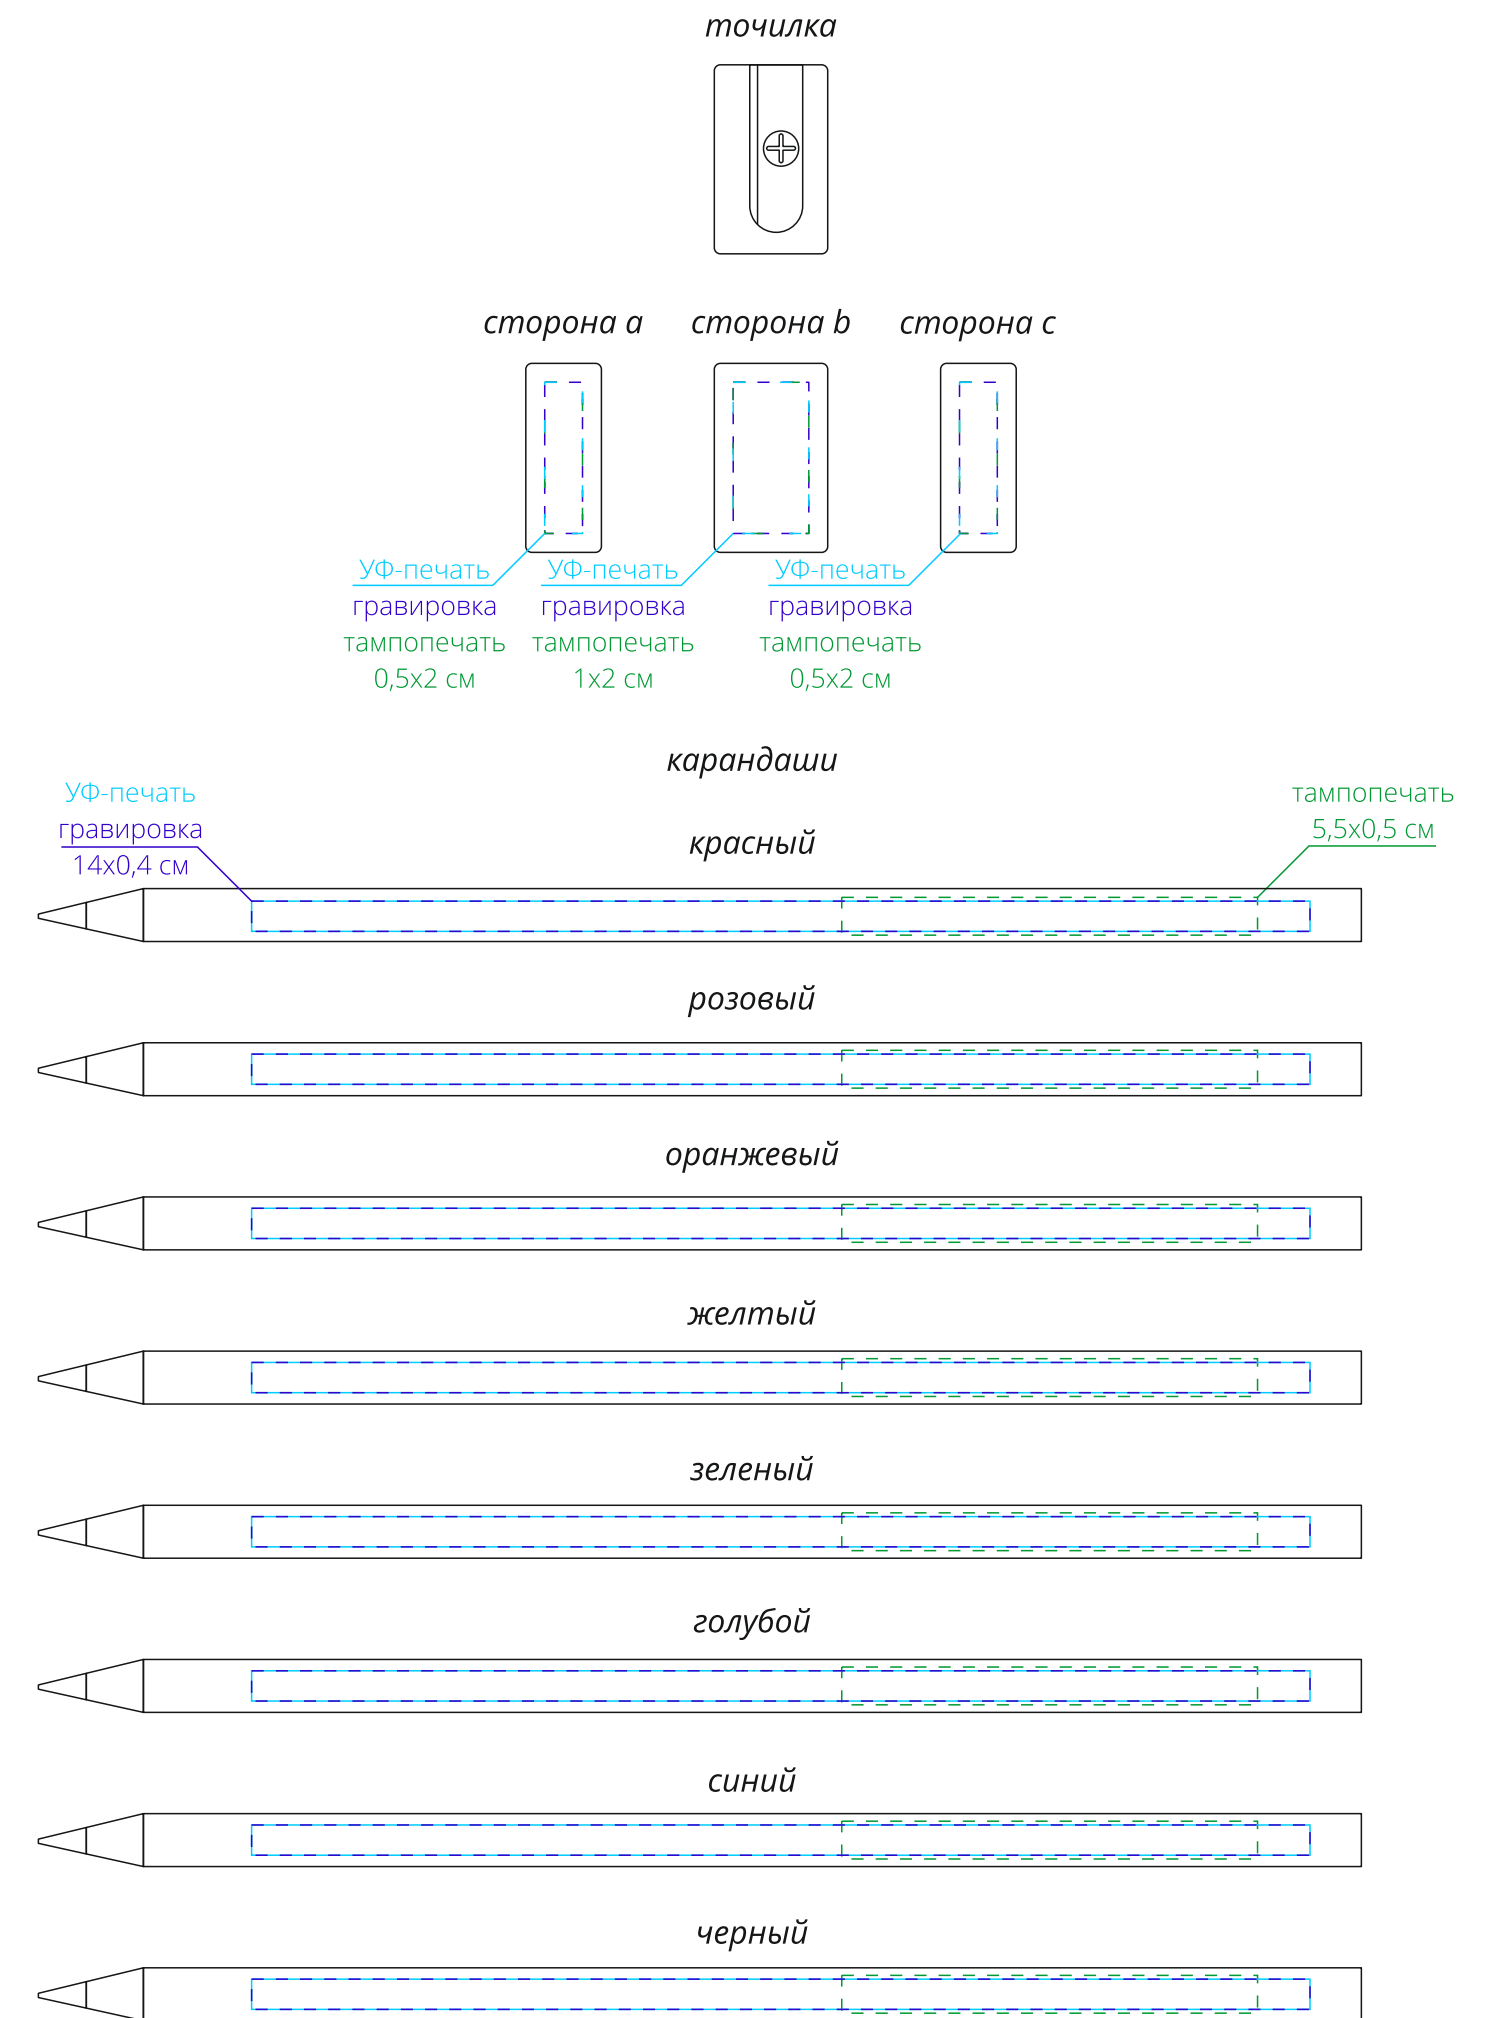 точилка
сторона a
сторона b
сторона c
УФ-печать
гравировка
тампопечать
0,5x2 см
УФ-печать
гравировка
тампопечать
1x2 см
УФ-печать
гравировка
тампопечать
0,5x2 см
карандаши
УФ-печать
гравировка
14x0,4 см
тампопечать
5,5x0,5 см
красный
розовый
оранжевый
желтый
зеленый
голубой
синий
черный